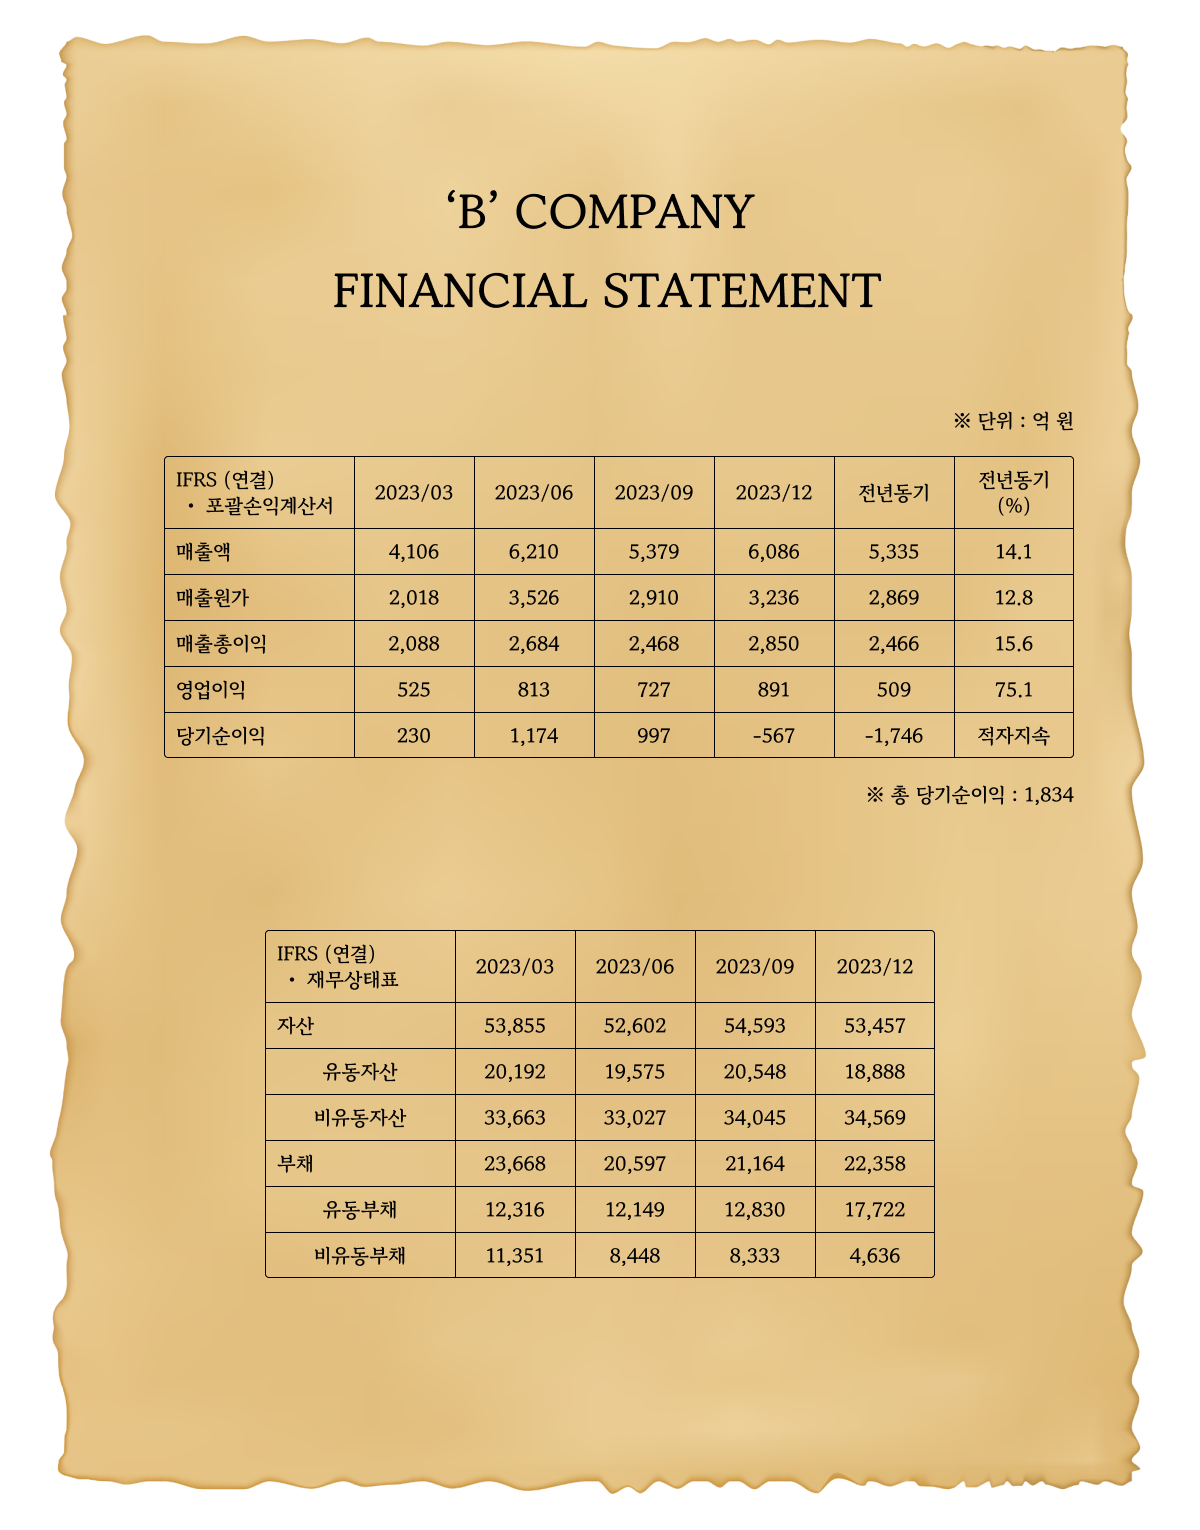 ‘B’ COMPANY
FINANCIAL STATEMENT
※ 단위 : 억 원
IFRS (연결)
• 포괄손익계산서 2023/03 2023/06 2023/09 2023/12 전년동기 전년동기 (%)
매출액 4,106 6,210 5,379 6,086 5,335 14.1
매출원가 2,018 3,526 2,910 3,236 2,869 12.8
매출총이익 2,088 2,684 2,468 2,850 2,466 15.6
영업이익 525 813 727 891 509 75.1
당기순이익 230 1,174 997 -567 -1,746 적자지속
※ 총 당기순이익 : 1,834
IFRS (연결)
• 재무상태표 2023/03 2023/06 2023/09 2023/12
자산 53,855 52,602 54,593 53,457
유동자산 20,192 19,575 20,548 18,888
비유동자산 33,663 33,027 34,045 34,569
부채 23,668 20,597 21,164 22,358
유동부채 12,316 12,149 12,830 17,722
비유동부채 11,351 8,448 8,333 4,636